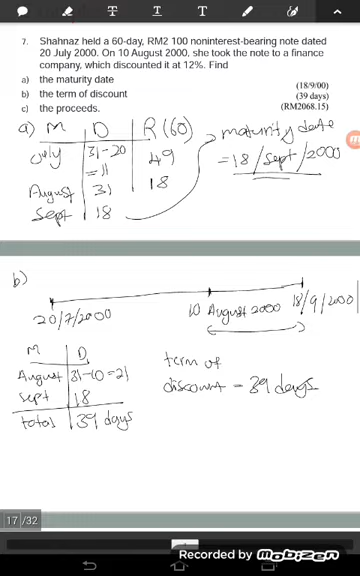 7. Shahnaz held a 60-day, RM2 100 noninterest-bearing note dated
20 July 2000. On 10 August 2000, she took the note to a finance
company, which discounted it at 12%. Find
a) the maturity date (18/9/00)
b) the term of discount (39 days)
c) the proceeds. (RM2068.15)
a) M D R (60)
July 31-20 49
=11
August 31 18
Sept 18
maturity date
= 18/Sept/2000
b)
20/7/2000 10 August 2000 18/9/2000
M D
August 31-10=21
Sept 18
total 39 days
term of
discount = 39 days
17 /32
Recorded by Mobizen